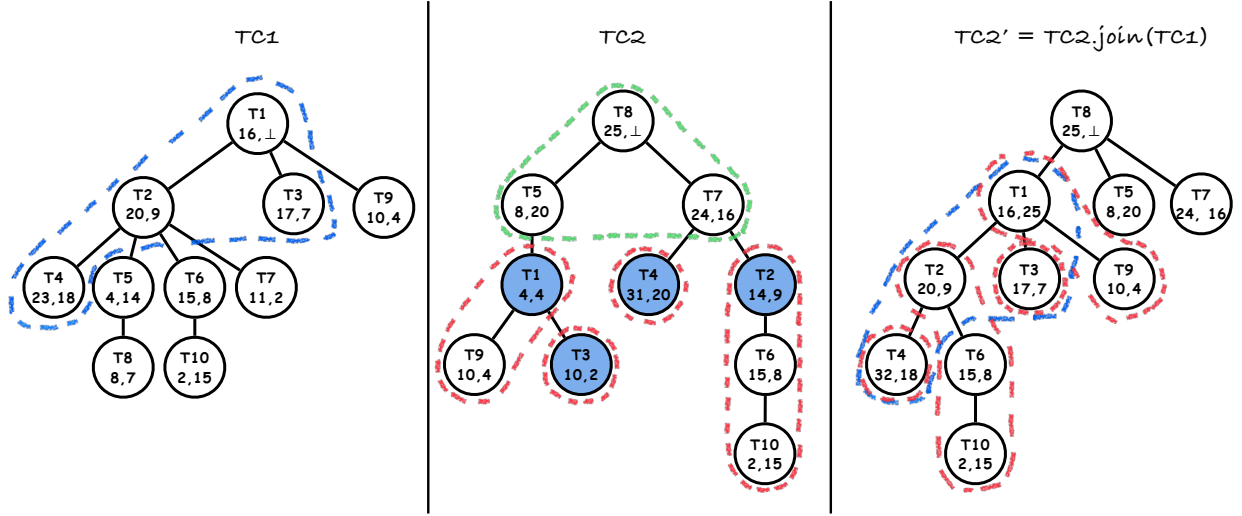 TC1
T1
16,⊥
T2
20,9
T3
17,7
T9
10,4
T4
23,18
T5
4,14
T6
15,8
T7
11,2
T8
8,7
T10
2,15
TC2
T8
25,⊥
T5
8,20
T7
24,16
T1
4,4
T4
31,20
T2
14,9
T9
10,4
T3
10,2
T6
15,8
T10
2,15
TC2' = TC2.join(TC1)
T8
25,⊥
T1
16,25
T5
8,20
T7
24, 16
T2
20,9
T3
17,7
T9
10,4
T4
32,18
T6
15,8
T10
2,15